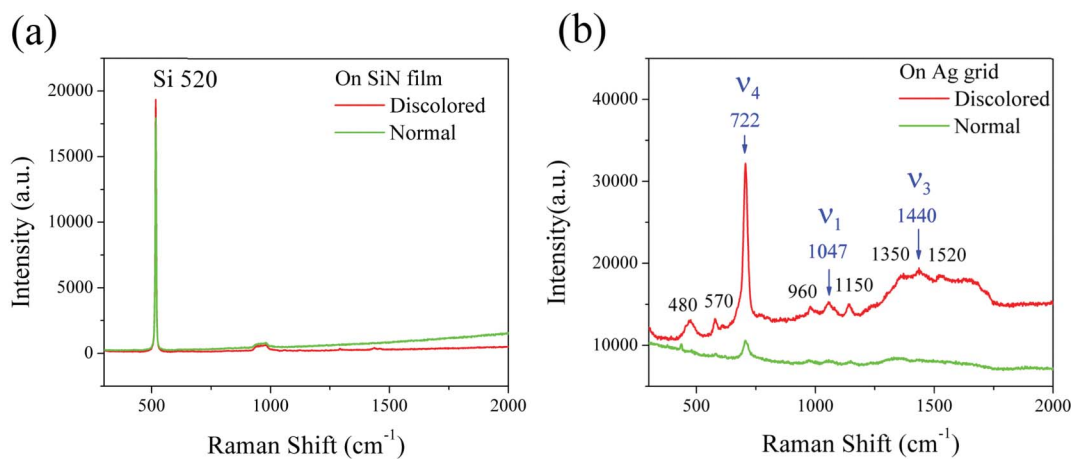 (a)
Si 520
On SiN film
Discolored
Normal
20000
15000
10000
5000
0
500
1000
1500
2000
Intensity (a.u.)
Raman Shift (cm⁻¹)
(b)
On Ag grid
Discolored
Normal
ν₄
722
ν₁
1047
ν₃
1440
480
570
960
1150
1350
1520
40000
30000
20000
10000
500
1000
1500
2000
Intensity(a.u.)
Raman Shift (cm⁻¹)